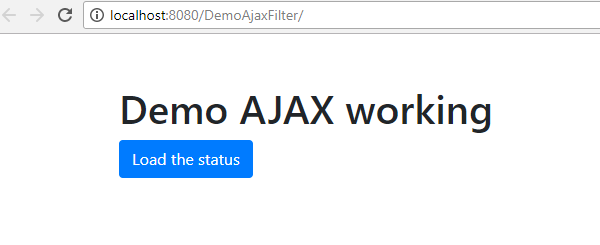 localhost:8080/DemoAjaxFilter/
Demo AJAX working
Load the status